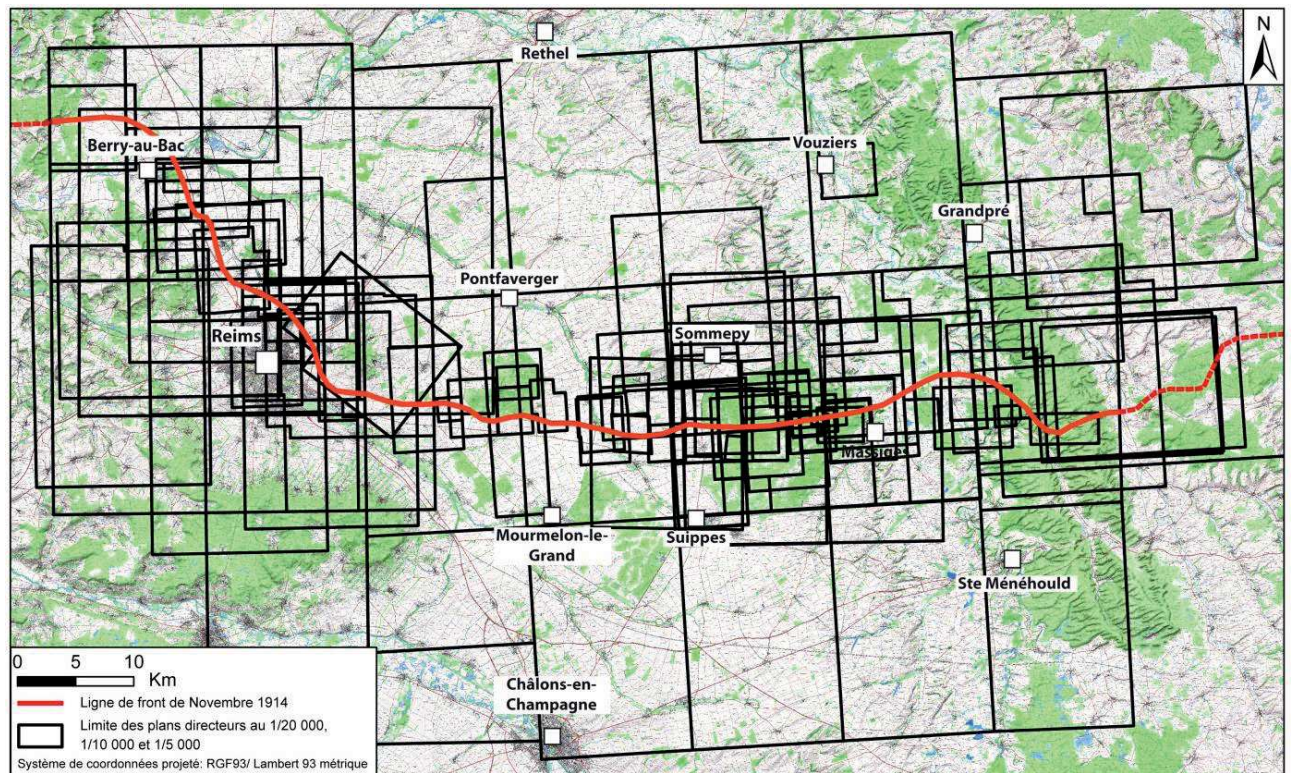 N
Rethel
Berry-au-Bac
Vouziers
Grandpré
Pontfaverger
Reims
Sommepy
Massiges
Mourmelon-le-
Grand
Suippes
Ste Ménéhould
Châlons-en-
Champagne
0 5 10
Km
Ligne de front de Novembre 1914
Limite des plans directeurs au 1/20 000,
1/10 000 et 1/5 000
Système de coordonnées projeté: RGF93/ Lambert 93 métrique